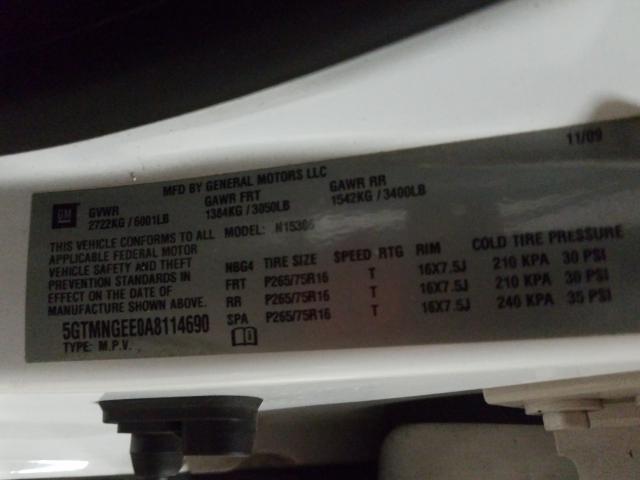 11/09
MFD BY GENERAL MOTORS LLC
GM
GVWR GAWR FRT GAWR RR
2722KG / 6001LB 1384KG / 3050LB 1542KG / 3400LB
THIS VEHICLE CONFORMS TO ALL MODEL:
APPLICABLE FEDERAL MOTOR
VEHICLE SAFETY AND THEFT
PREVENTION STANDARDS IN
EFFECT ON THE DATE OF
MANUFACTURE SHOWN ABOVE.
NBG4 TIRE SIZE SPEED RTG RIM COLD TIRE PRESSURE
FRT P265/75R16 T 16X7.5J 210 KPA 30 PSI
RR P265/75R16 T 16X7.5J 210 KPA 30 PSI
SPA P265/75R16 T 16X7.5J 240 KPA 35 PSI
5GTMNGEE0A8114690
TYPE: M.P.V.